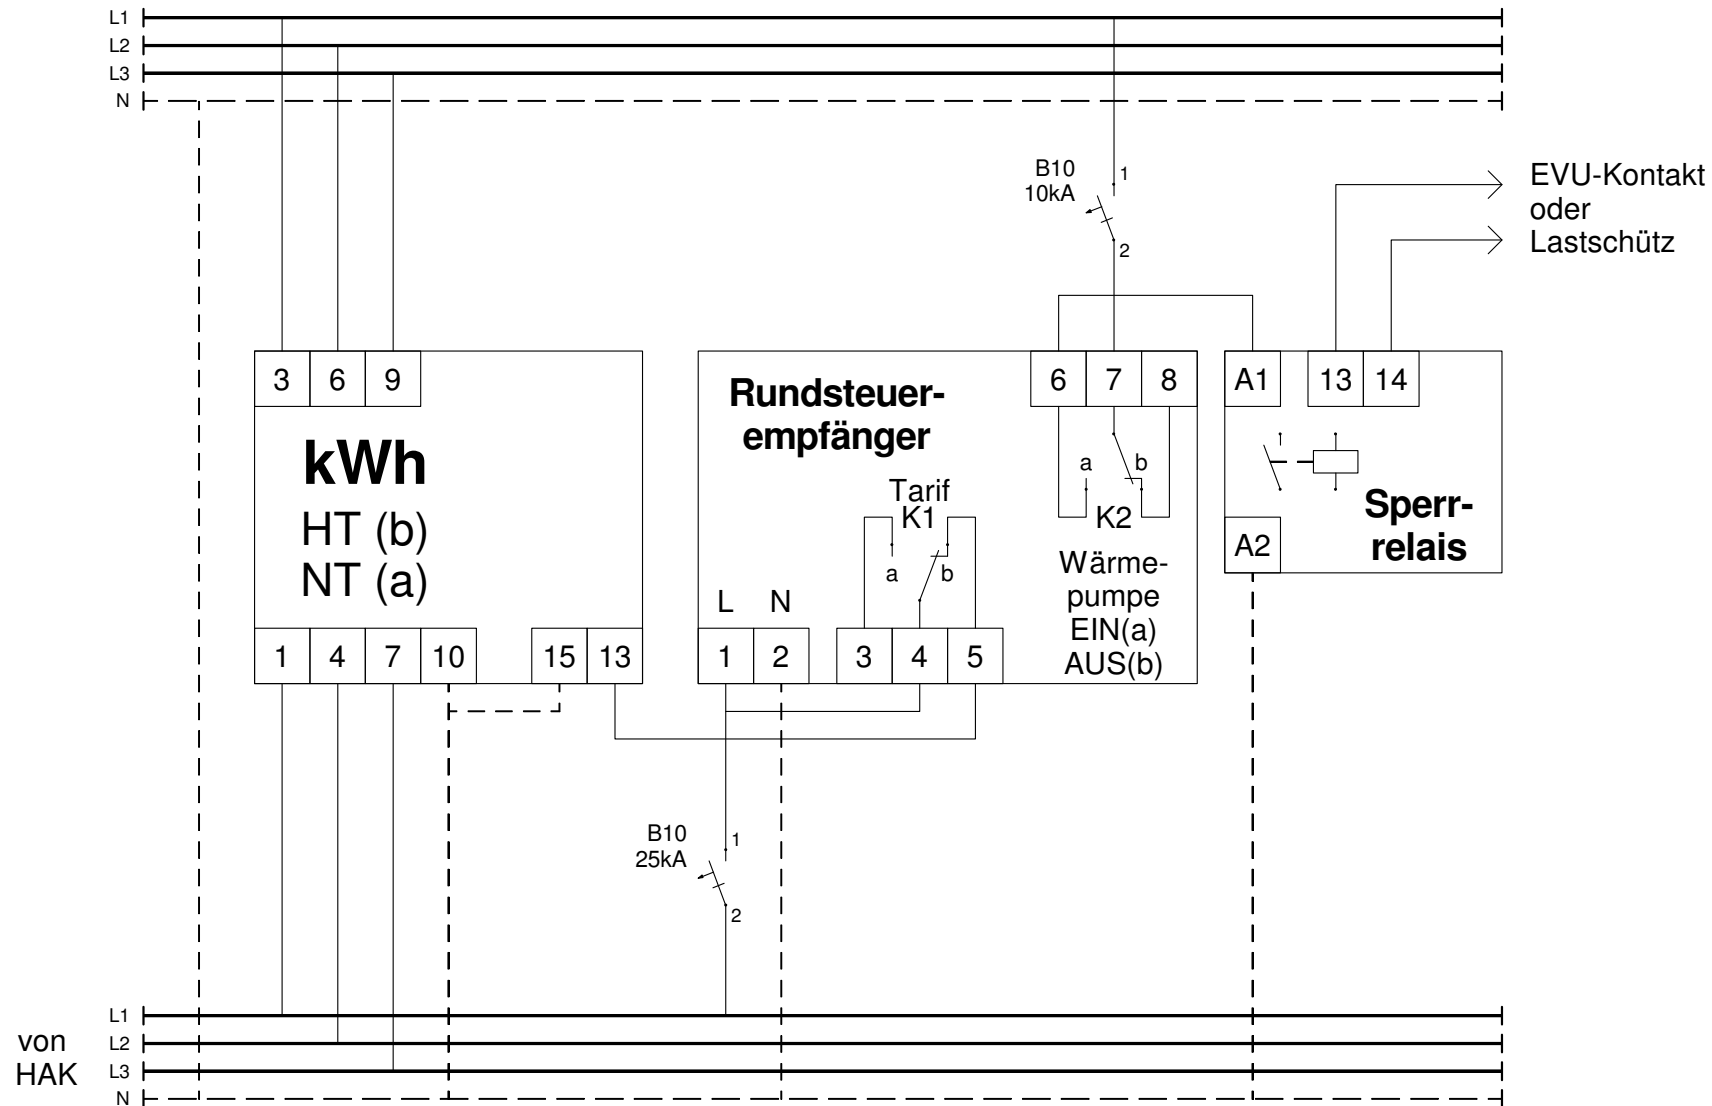 L1
L2
L3
N
B10
10kA
1
2
EVU-Kontakt
oder
Lastschütz
3 6 9
kWh
HT (b)
NT (a)
1 4 7 10 15 13
Rundsteuer-
empfänger
6 7 8
a b
K2
Wärme-
pumpe
EIN(a)
AUS(b)
Tarif
K1
a b
L N
1 2 3 4 5
A1 13 14
Sperr-
relais
A2
B10
25kA
1
2
von
HAK
L1
L2
L3
N